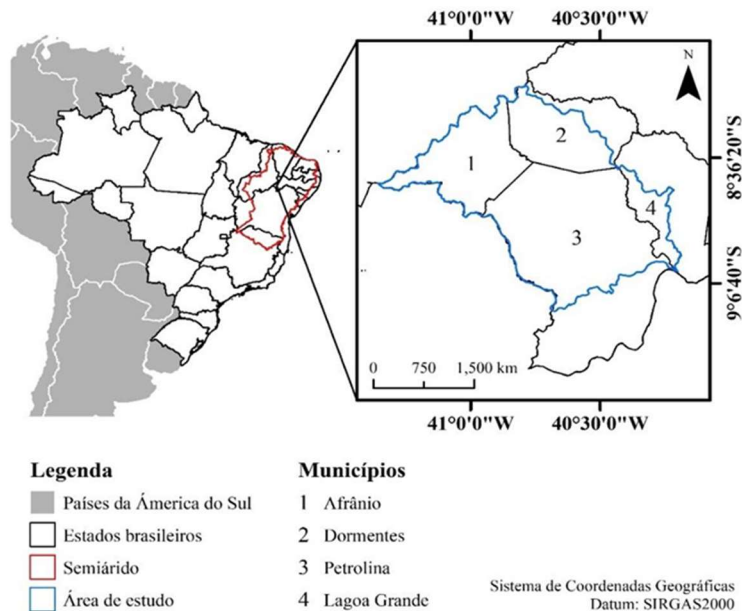 41°0'0"W 40°30'0"W
N
1
2
3
4
8°36'20"S
9°6'40"S
0 750 1,500 km
41°0'0"W 40°30'0"W
Legenda
Países da Ámerica do Sul
Estados brasileiros
Semiárido
Área de estudo
Municípios
1 Afrânio
2 Dormentes
3 Petrolina
4 Lagoa Grande
Sistema de Coordenadas Geográficas
Datum: SIRGAS2000